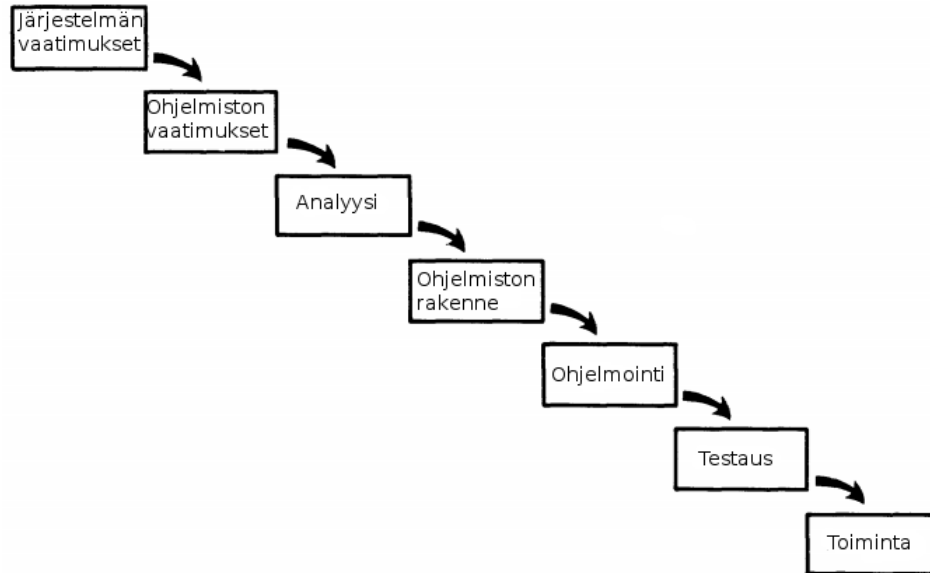 Järjestelmän
vaatimukset
Ohjelmiston
vaatimukset
Analyysi
Ohjelmiston
rakenne
Ohjelmointi
Testaus
Toiminta